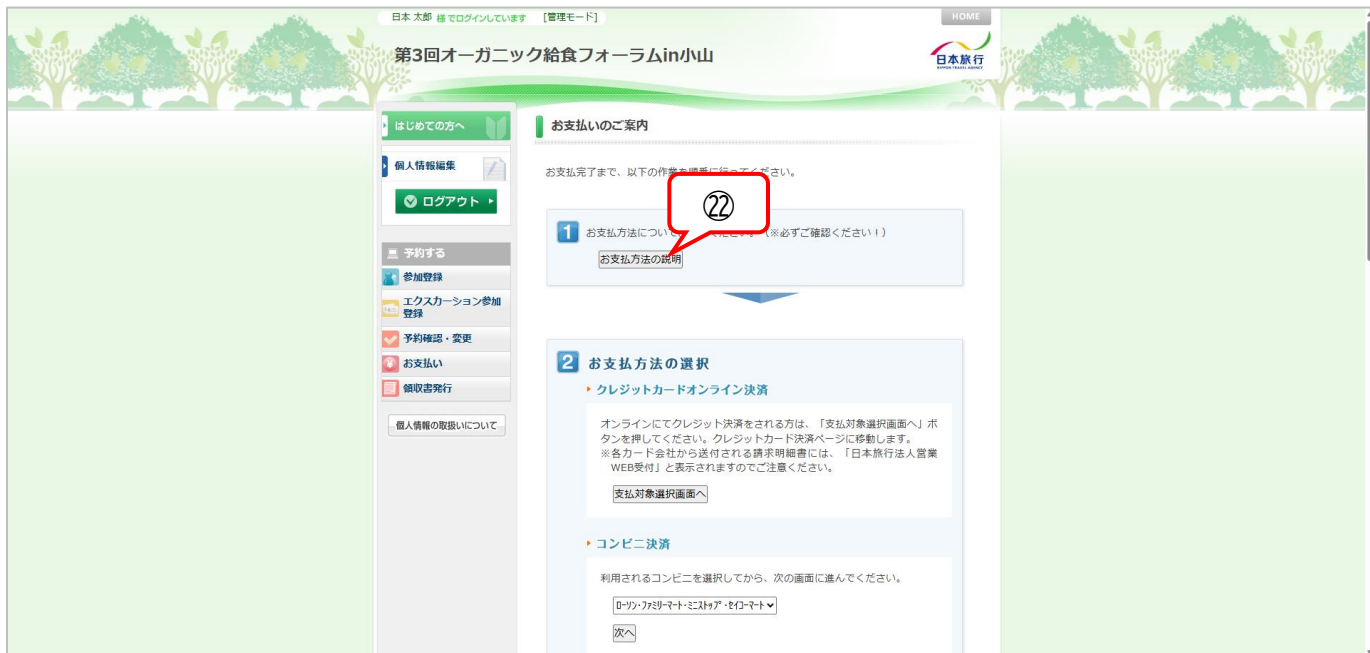 日本 太郎 様 でログインしています [管理モード]
HOME
第3回オーガニック給食フォーラムin小山
日本旅行
NIPPON TRAVEL AGENCY
はじめての方へ
個人情報編集
ログアウト
予約する
参加登録
エクスカーション参加
登録
予約確認・変更
お支払い
領収書発行
個人情報の取扱いについて
お支払いのご案内
お支払完了まで、以下の作業を順番に行ってください。
㉒
1 お支払方法につい ください。(※必ずご確認ください!)
お支払方法の説明
2 お支払方法の選択
クレジットカードオンライン決済
オンラインにてクレジット決済をされる方は、「支払対象選択画面へ」ボ
タンを押してください。クレジットカード決済ページに移動します。
※各カード会社から送付される請求明細書には、「日本旅行法人営業
WEB受付」と表示されますのでご注意ください。
支払対象選択画面へ
コンビニ決済
利用されるコンビニを選択してから、次の画面に進んでください。
ﾛｰｿﾝ･ﾌｧﾐﾘｰﾏｰﾄ･ﾐﾆｽﾄｯﾌﾟ･ｾｲｺｰﾏｰﾄ
次へ